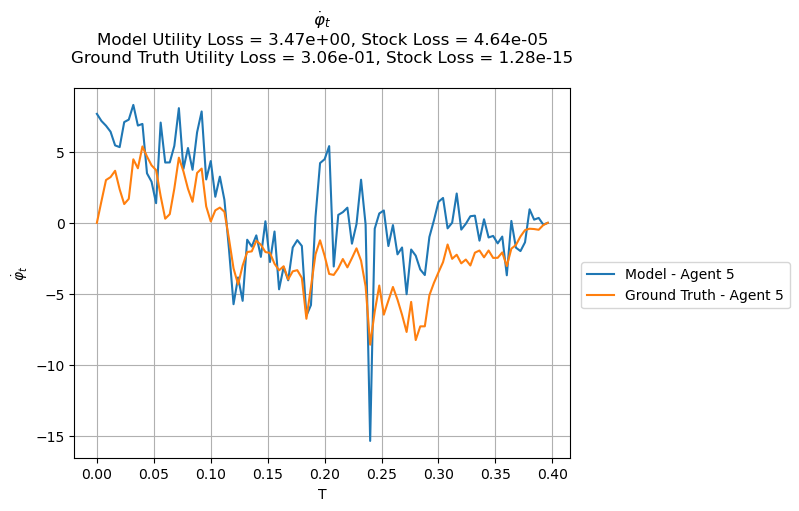 φ̇ₜ
Model Utility Loss = 3.47e+00, Stock Loss = 4.64e-05
Ground Truth Utility Loss = 3.06e-01, Stock Loss = 1.28e-15
5
0
−5
−10
−15
φ̇ₜ
0.00 0.05 0.10 0.15 0.20 0.25 0.30 0.35 0.40
T
Model - Agent 5
Ground Truth - Agent 5